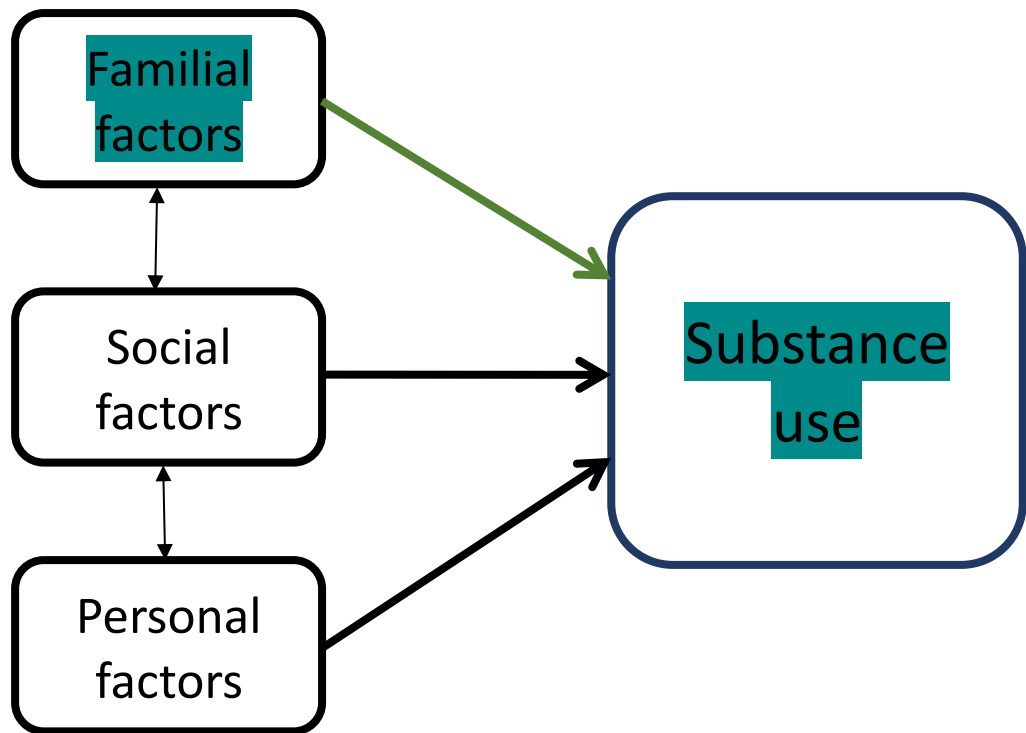 Familial
factors
Social
factors
Substance
use
Personal
factors